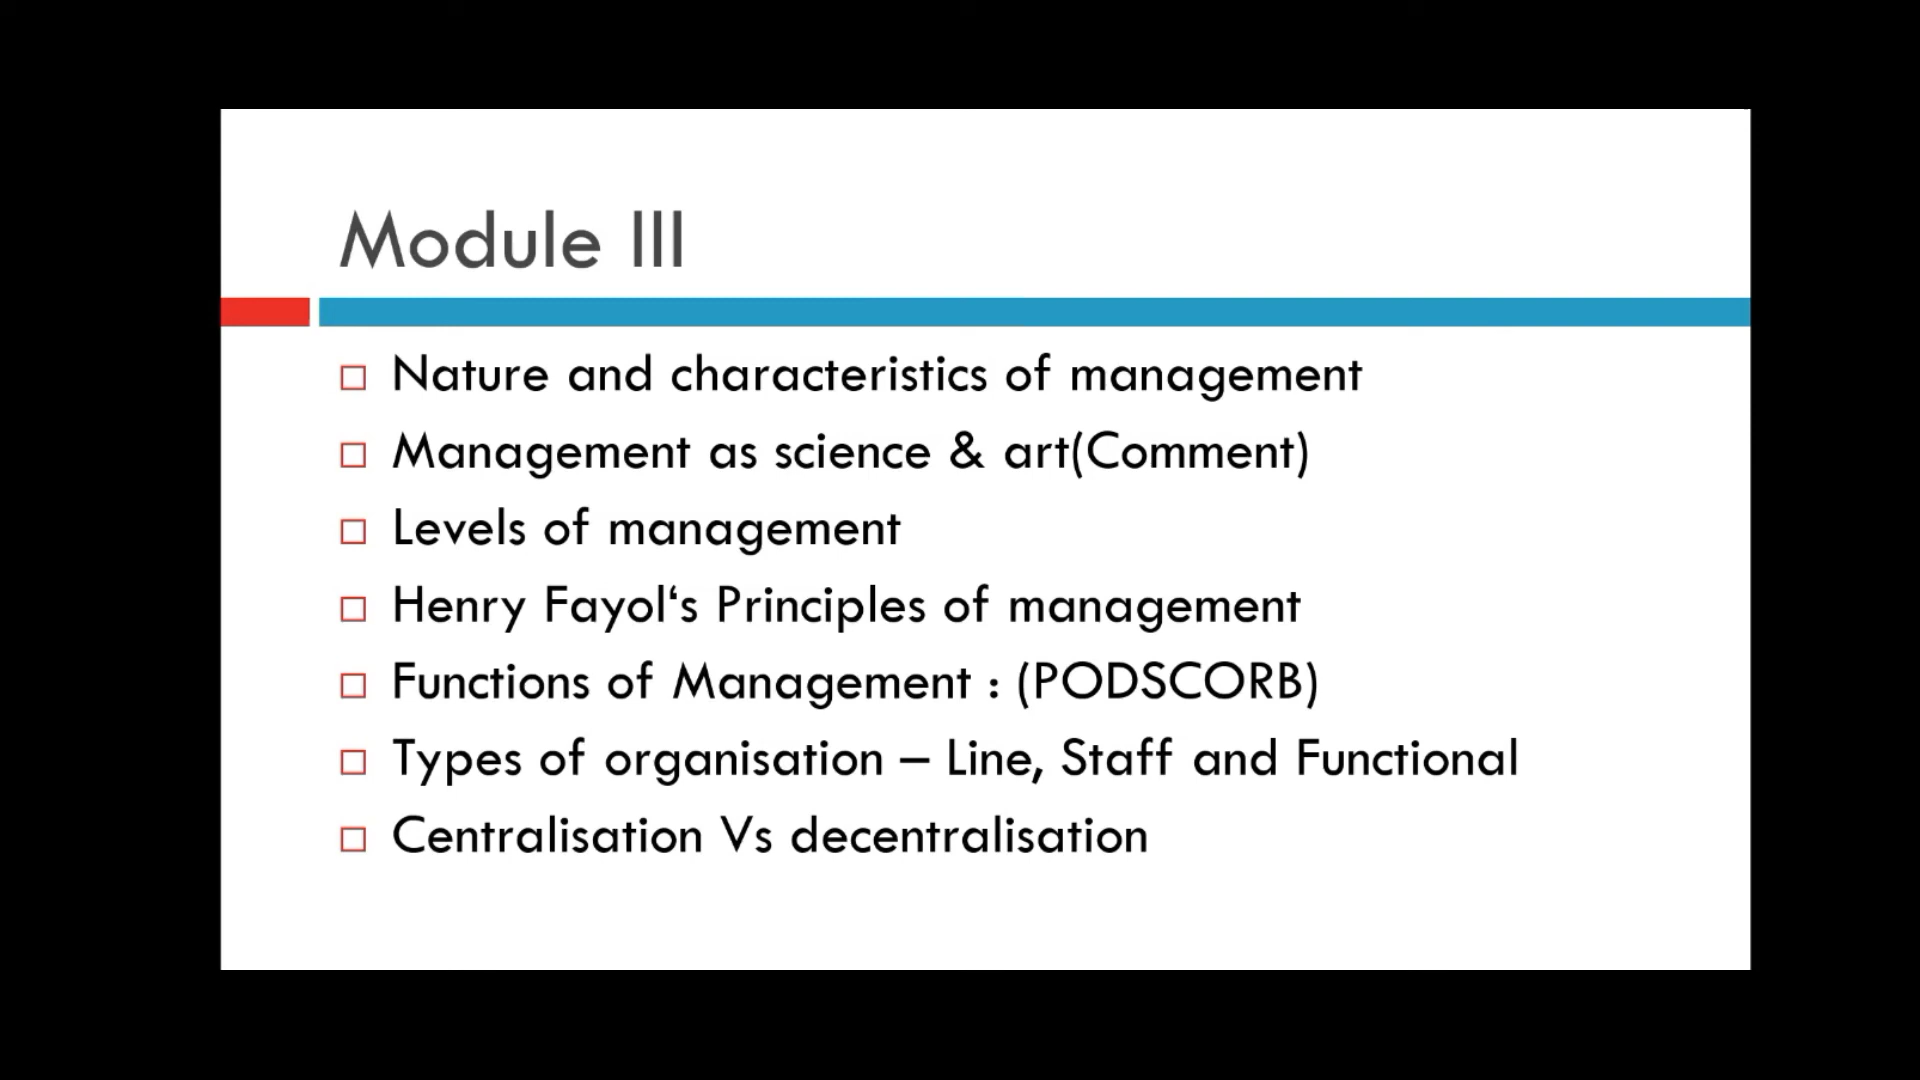 Module III
Nature and characteristics of management
Management as science & art(Comment)
Levels of management
Henry Fayol‘s Principles of management
Functions of Management : (PODSCORB)
Types of organisation – Line, Staff and Functional
Centralisation Vs decentralisation